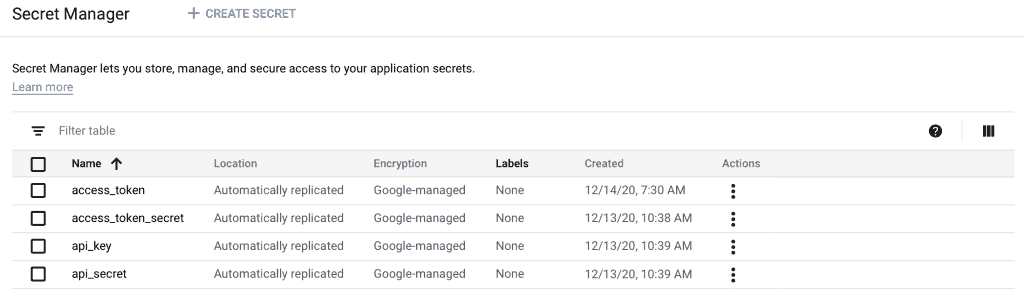 Secret Manager + CREATE SECRET
Secret Manager lets you store, manage, and secure access to your application secrets.
Learn more
Filter table
Name Location Encryption Labels Created Actions
access_token Automatically replicated Google-managed None 12/14/20, 7:30 AM
access_token_secret Automatically replicated Google-managed None 12/13/20, 10:38 AM
api_key Automatically replicated Google-managed None 12/13/20, 10:39 AM
api_secret Automatically replicated Google-managed None 12/13/20, 10:39 AM